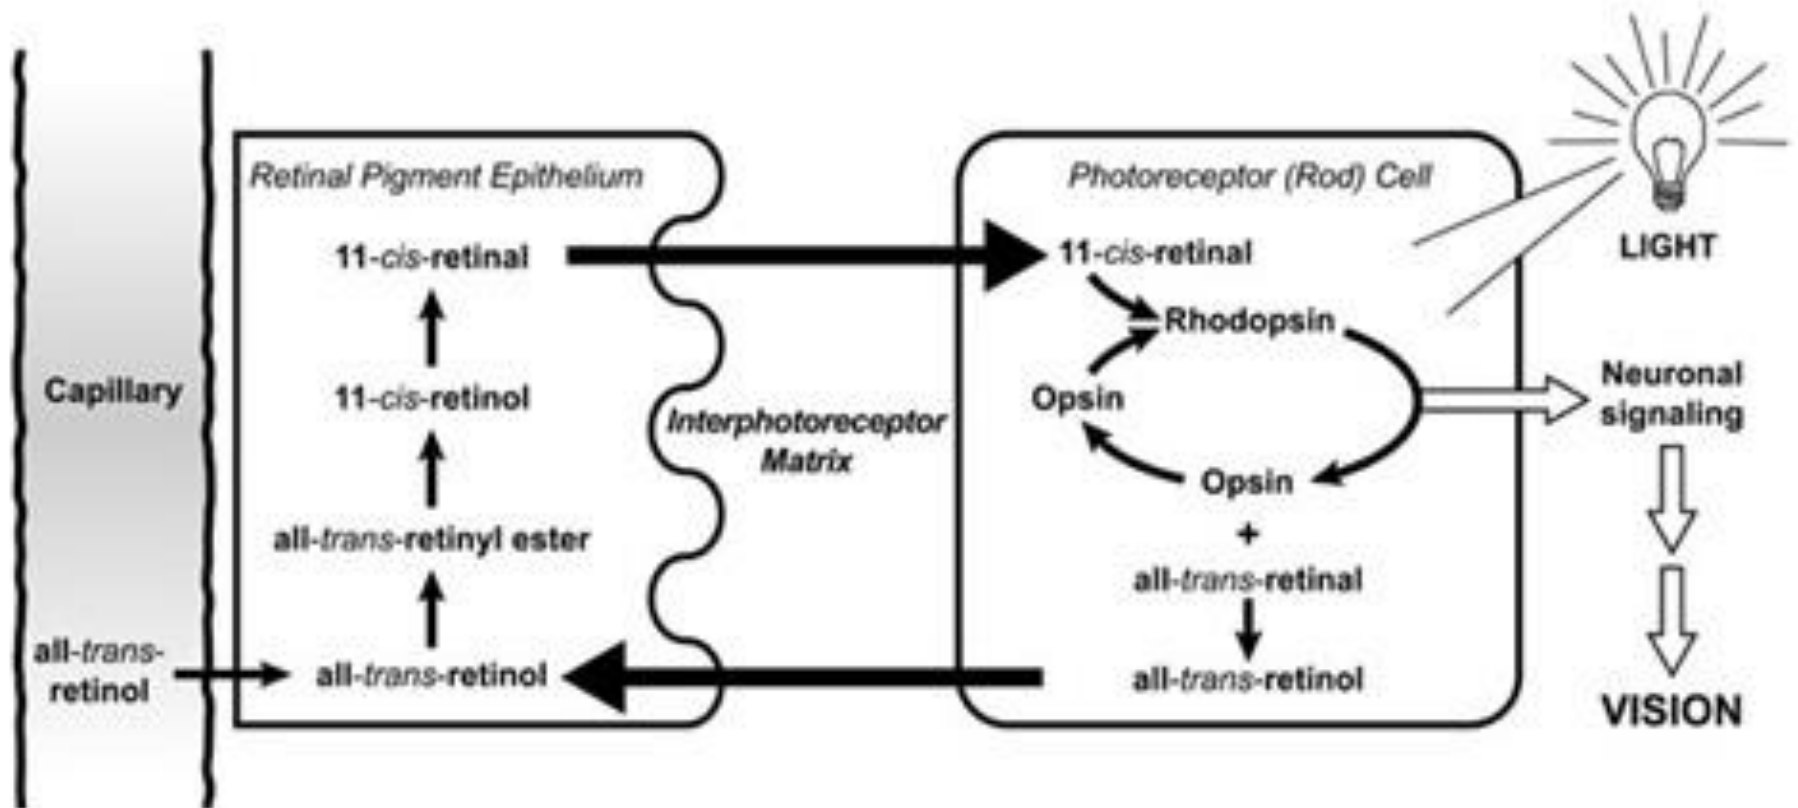 Retinal Pigment Epithelium
Photoreceptor (Rod) Cell
LIGHT
11-cis-retinal
11-cis-retinal
Rhodopsin
Capillary
11-cis-retinol
Interphotoreceptor
Matrix
Opsin
Neuronal
signaling
Opsin
+
all-trans-retinyl ester
all-trans-retinal
all-trans-
retinol
all-trans-retinol
all-trans-retinol
VISION